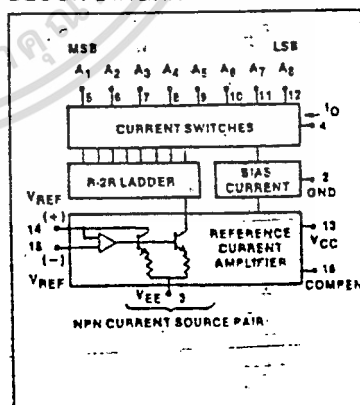 MSB LSB
A1 A2 A3 A4 A5 A6 A7 A8
5 6 7 8 9 10 11 12
IO
4
CURRENT SWITCHES
R-2R LADDER
BIAS
CURRENT
2
GND
VREF
(+)
14
15
(-)
VREF
REFERENCE
CURRENT
AMPLIFIER
13
VCC
16
COMPEN
VEE 3
NPN CURRENT SOURCE PAIR